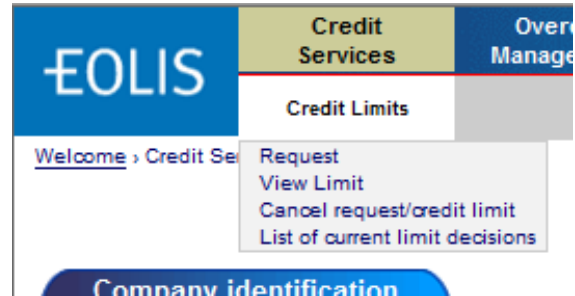 EOLIS
Credit
Services
Manage
Credit Limits
Welcome › Credit
Request
View Limit
Cancel request/credit limit
List of current limit decisions
Company identification